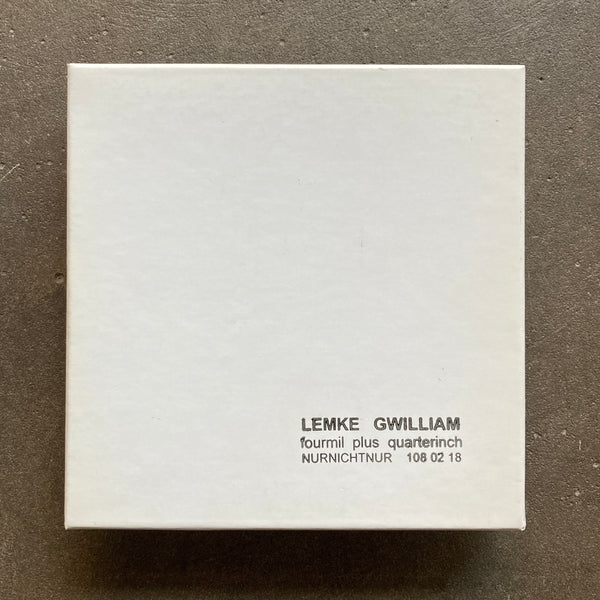 LEMKE GWILLIAM
fourmil plus quarterinch
NURNICHTNUR 108 02 18